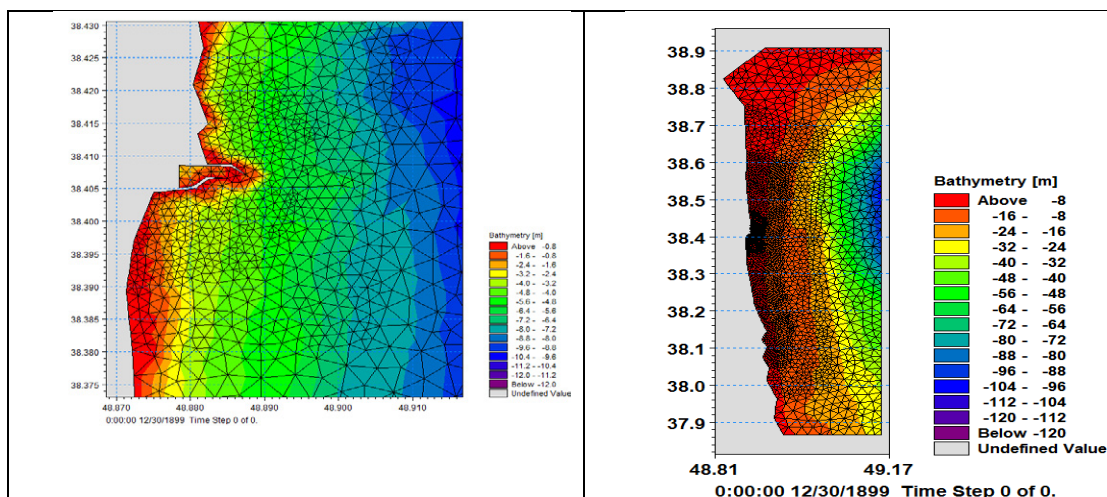 38.430
38.425
38.420
38.415
38.410
38.405
38.400
38.395
38.390
38.385
38.380
38.375
48.870 48.880 48.890 48.900 48.910
0:00:00 12/30/1899 Time Step 0 of 0.
Bathymetry [m]
Above -0.8
-1.6 - -0.8
-2.4 - -1.6
-3.2 - -2.4
-4.0 - -3.2
-4.8 - -4.0
-5.6 - -4.8
-6.4 - -5.6
-7.2 - -6.4
-8.0 - -7.2
-8.8 - -8.0
-9.6 - -8.8
-10.4 - -9.6
-11.2 - -10.4
-12.0 - -11.2
Below -12.0
Undefined Value
38.9
38.8
38.7
38.6
38.5
38.4
38.3
38.2
38.1
38.0
37.9
48.81 49.17
0:00:00 12/30/1899 Time Step 0 of 0.
Bathymetry [m]
Above -8
-16 - -8
-24 - -16
-32 - -24
-40 - -32
-48 - -40
-56 - -48
-64 - -56
-72 - -64
-80 - -72
-88 - -80
-96 - -88
-104 - -96
-112 - -104
-120 - -112
Below -120
Undefined Value